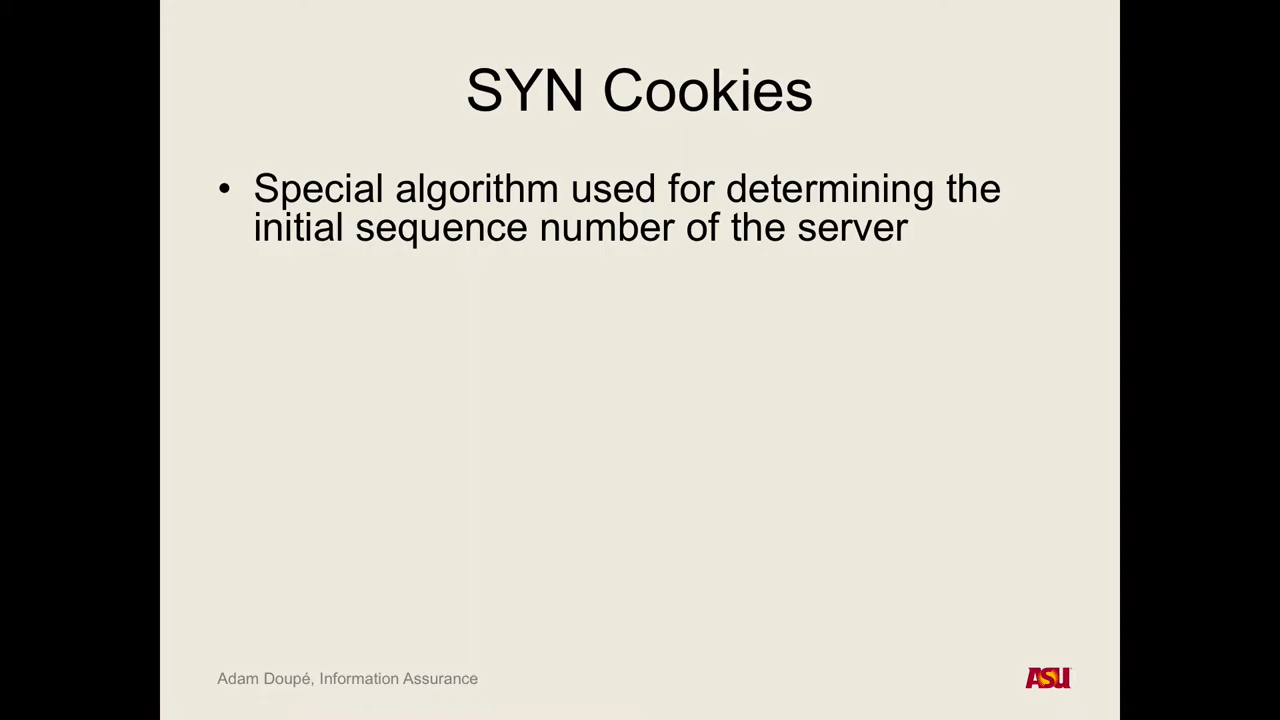 SYN Cookies
• Special algorithm used for determining the
initial sequence number of the server
Adam Doupé, Information Assurance
ASU